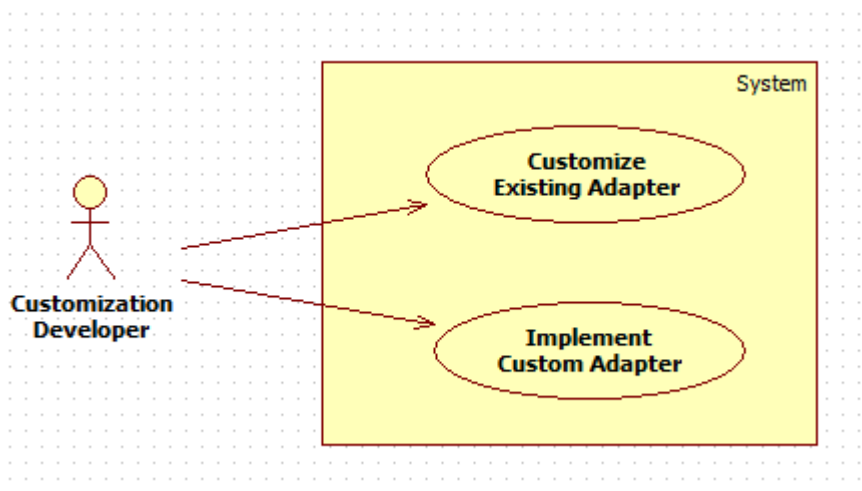 System
Customize
Existing Adapter
Customization
Developer
Implement
Custom Adapter